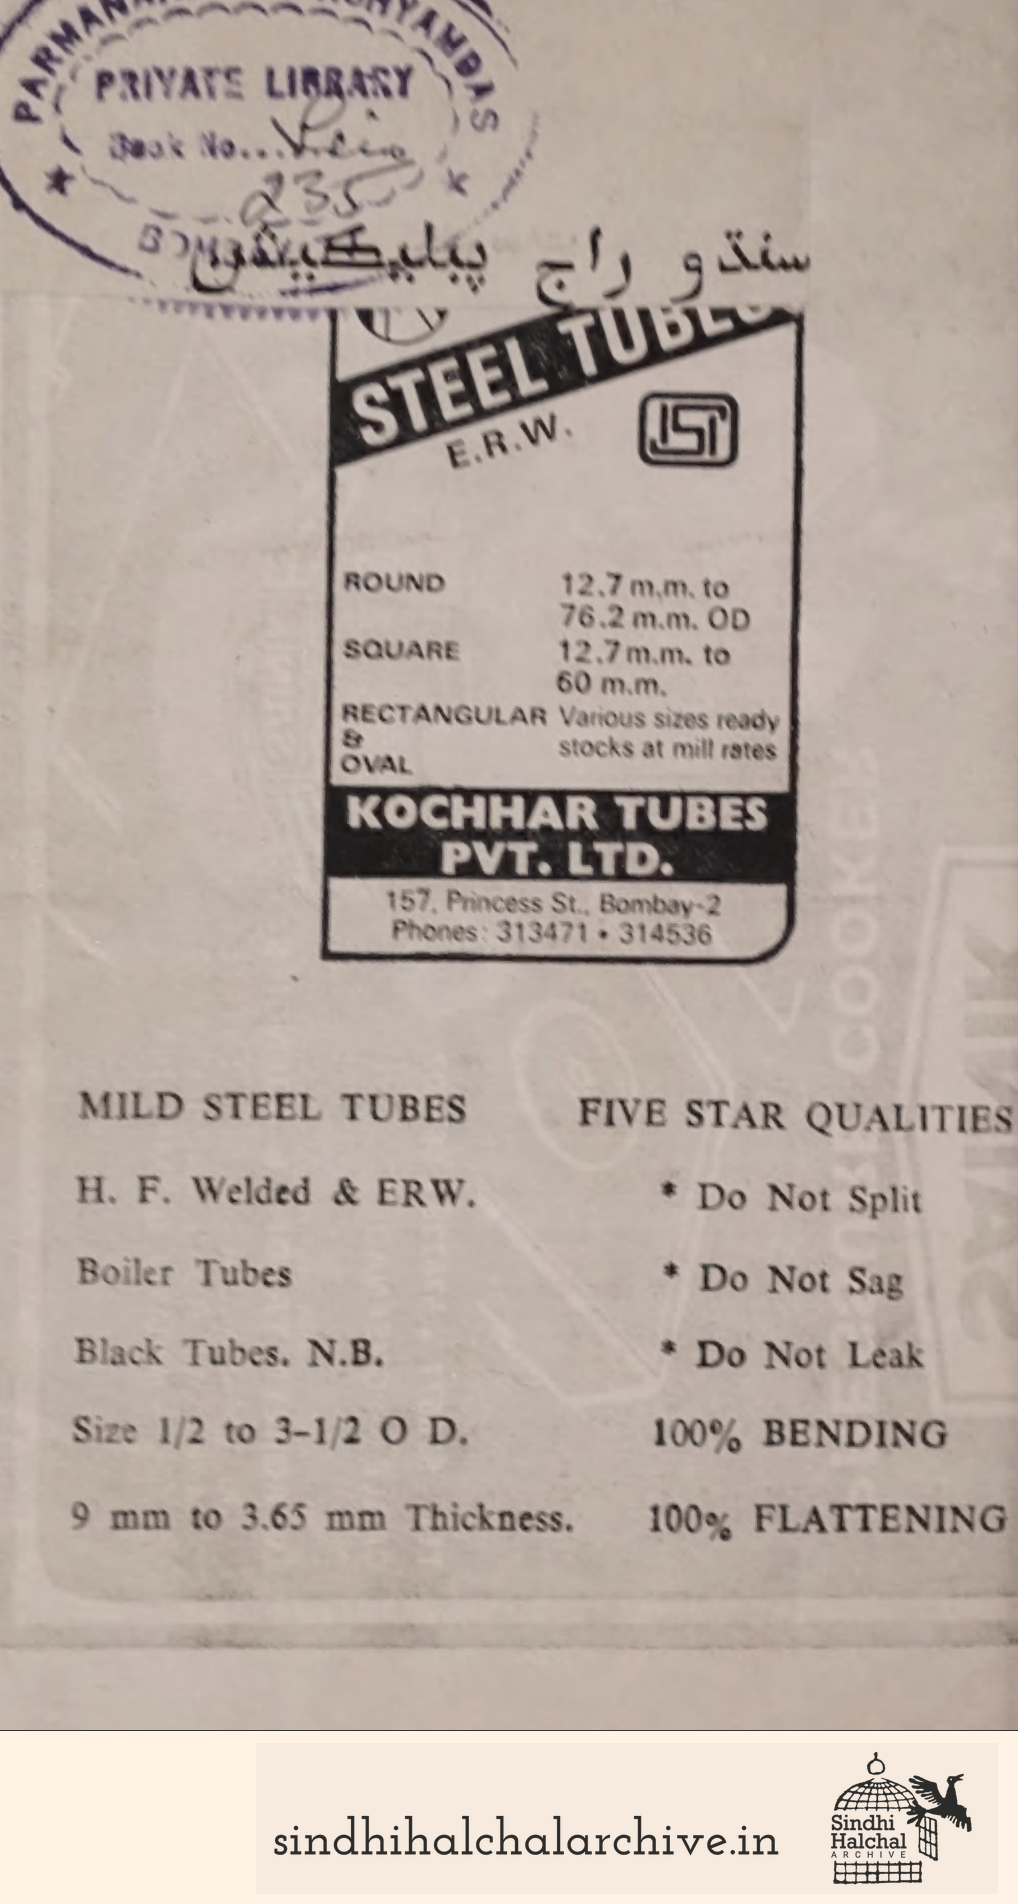 PRIVATE LIBRARY
Book No...
235
BOMBAY
سنڌو راج پبليڪيشن
STEEL TUBES
E.R.W.
ISI
ROUND 12.7 m.m. to
76.2 m.m. OD
SQUARE 12.7 m.m. to
60 m.m.
RECTANGULAR Various sizes ready
& stocks at mill rates
OVAL
KOCHHAR TUBES
PVT. LTD.
157, Princess St., Bombay-2
Phones: 313471 • 314536
MILD STEEL TUBES FIVE STAR QUALITIES
H. F. Welded & ERW. * Do Not Split
Boiler Tubes * Do Not Sag
Black Tubes. N.B. * Do Not Leak
Size 1/2 to 3-1/2 O D. 100% BENDING
9 mm to 3.65 mm Thickness. 100% FLATTENING
sindhihalchalarchive.in
Sindhi
Halchal
ARCHIVE